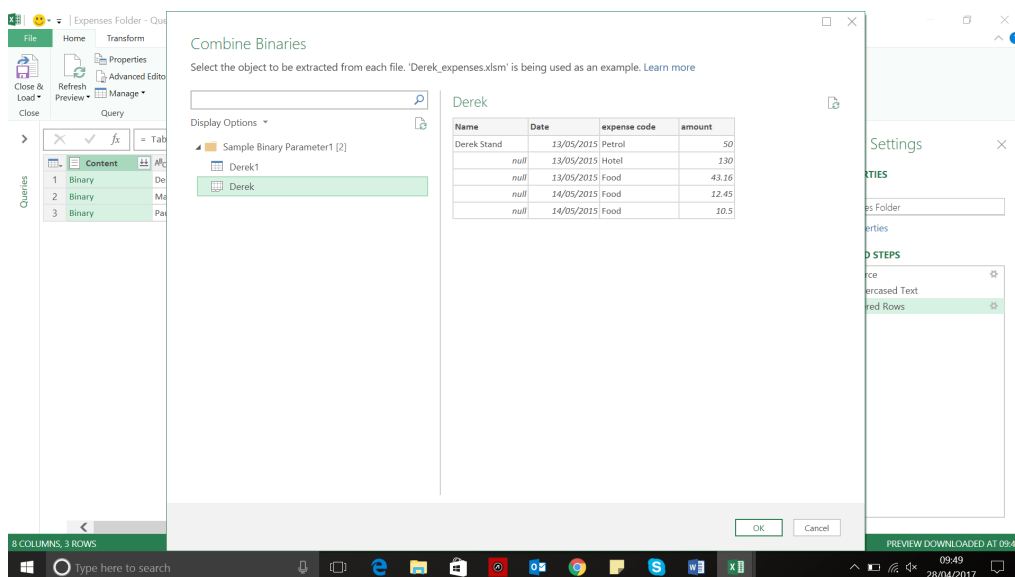 Expenses Folder - Que
File
Home
Transform
Close &
Load
Refresh
Preview
Properties
Advanced Edito
Manage
Close
Query
= Tab
Content
1 Binary De
2 Binary Ma
3 Binary Pau
Queries
8 COLUMNS, 3 ROWS
Combine Binaries
Select the object to be extracted from each file. 'Derek_expenses.xlsm' is being used as an example. Learn more
Display Options
Sample Binary Parameter1 [2]
Derek1
Derek
Derek
Name Date expense code amount
Derek Stand 13/05/2015 Petrol 50
null 13/05/2015 Hotel 130
null 13/05/2015 Food 43.16
null 14/05/2015 Food 12.45
null 14/05/2015 Food 10.5
OK
Cancel
Settings
RTIES
es Folder
erties
D STEPS
rce
ercased Text
red Rows
PREVIEW DOWNLOADED AT 09:4
Type here to search
09:49
28/04/2017